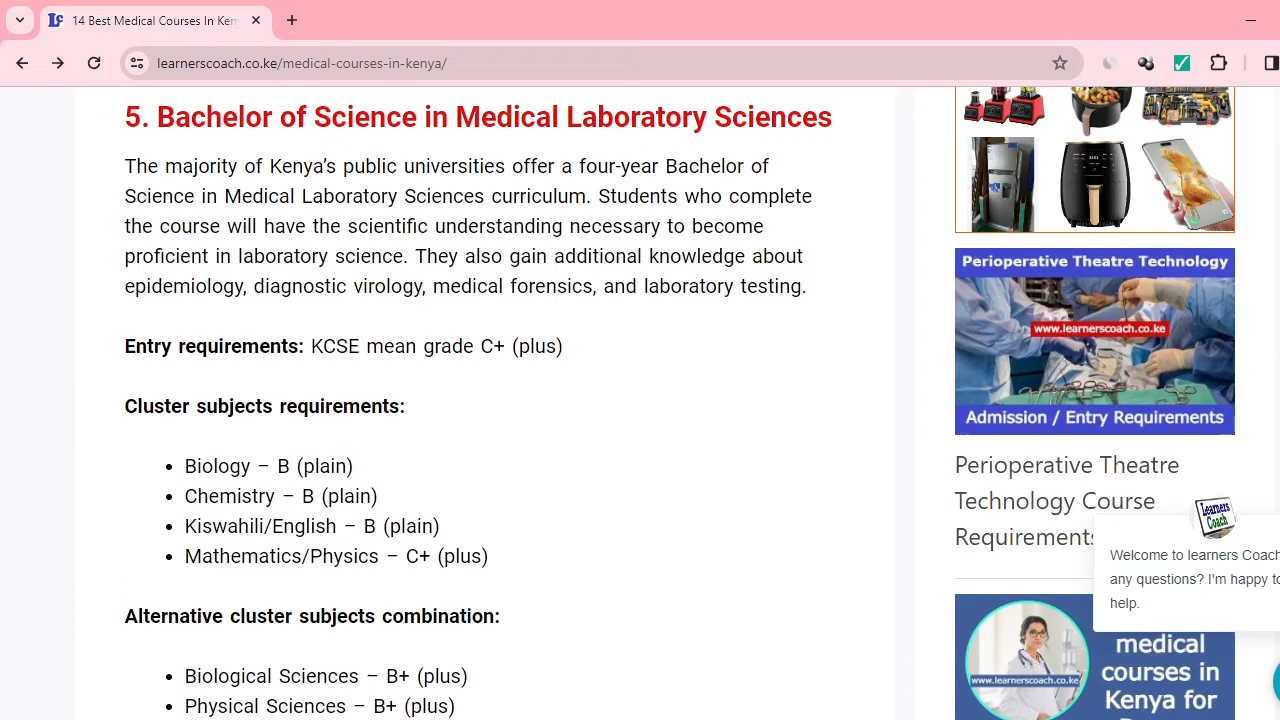 14 Best Medical Courses In Ken
learnerscoach.co.ke/medical-courses-in-kenya/
5. Bachelor of Science in Medical Laboratory Sciences
The majority of Kenya’s public universities offer a four-year Bachelor of
Science in Medical Laboratory Sciences curriculum. Students who complete
the course will have the scientific understanding necessary to become
proficient in laboratory science. They also gain additional knowledge about
epidemiology, diagnostic virology, medical forensics, and laboratory testing.
Entry requirements: KCSE mean grade C+ (plus)
Cluster subjects requirements:
• Biology – B (plain)
• Chemistry – B (plain)
• Kiswahili/English – B (plain)
• Mathematics/Physics – C+ (plus)
Alternative cluster subjects combination:
• Biological Sciences – B+ (plus)
• Physical Sciences – B+ (plus)
Perioperative Theatre Technology
www.learnerscoach.co.ke
Admission / Entry Requirements
Perioperative Theatre
Technology Course
Requirements
Learners
Coach
Welcome to learners Coach
any questions? I'm happy to
help.
medical
courses in
Kenya for
www.learnerscoach.co.ke